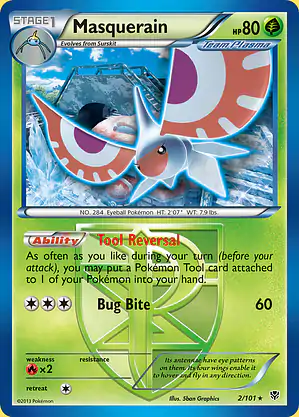 STAGE1
Masquerain
HP80
Evolves from Surskit
Team Plasma
NO. 284 Eyeball Pokémon HT: 2'07" WT: 7.9 lbs.
Ability Tool Reversal
As often as you like during your turn (before your
attack), you may put a Pokémon Tool card attached
to 1 of your Pokémon into your hand.
Bug Bite 60
weakness resistance
×2
retreat
Its antennae have eye patterns
on them. Its four wings enable it
to hover and fly in any direction.
Illus. 5ban Graphics
2/101
©2013 Pokémon